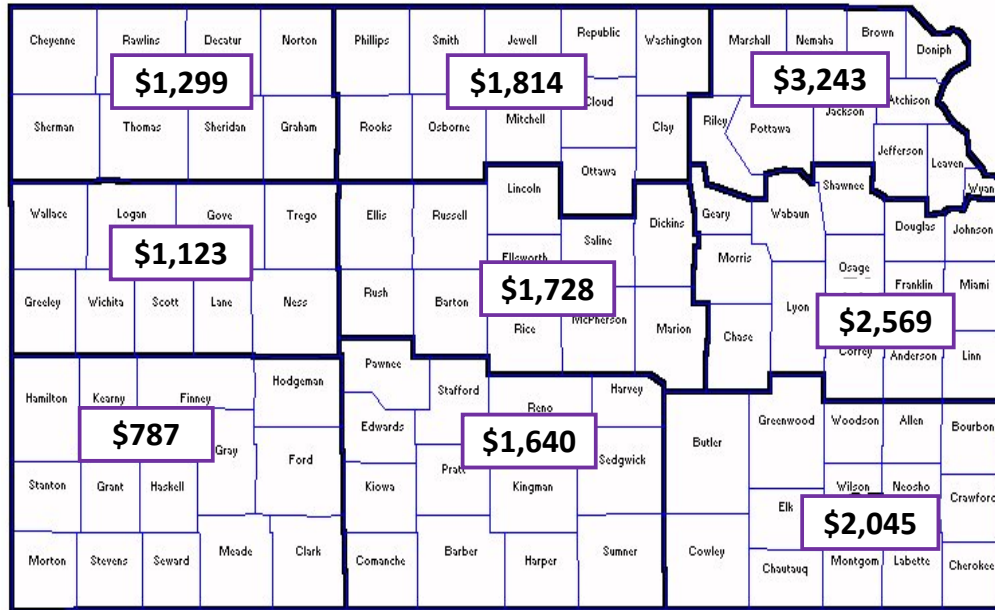 Cheyenne Rawlins Decatur Norton Phillips Smith Jewell Republic Washington Marshall Nemaha Brown Doniph
$1,299 $1,814 $3,243
Sherman Thomas Sheridan Graham Rooks Osborne Mitchell Cloud Clay Riley Pottawa Jackson Atchison
Jefferson Leaven
Lincoln Ottawa Shawnee Wyan
Wallace Logan Gove Trego Ellis Russell Saline Dickins Geary Wabaun Douglas Johnson
$1,123 Ellsworth Morris Osage
Greeley Wichita Scott Lane Ness Rush Barton $1,728 Lyon Franklin Miami
Rice McPherson Marion Chase $2,569
Coffey Anderson Linn
Hamilton Kearny Finney Hodgeman Pawnee Stafford Reno Harvey
$787 Edwards $1,640 Butler Greenwood Woodson Allen Bourbon
Gray Ford Pratt Sedgwick
Stanton Grant Haskell Kiowa Kingman Elk Wilson Neosho Crawford
$2,045
Morton Stevens Seward Meade Clark Comanche Barber Harper Sumner Cowley Chautauq Montgom Labette Cherokee